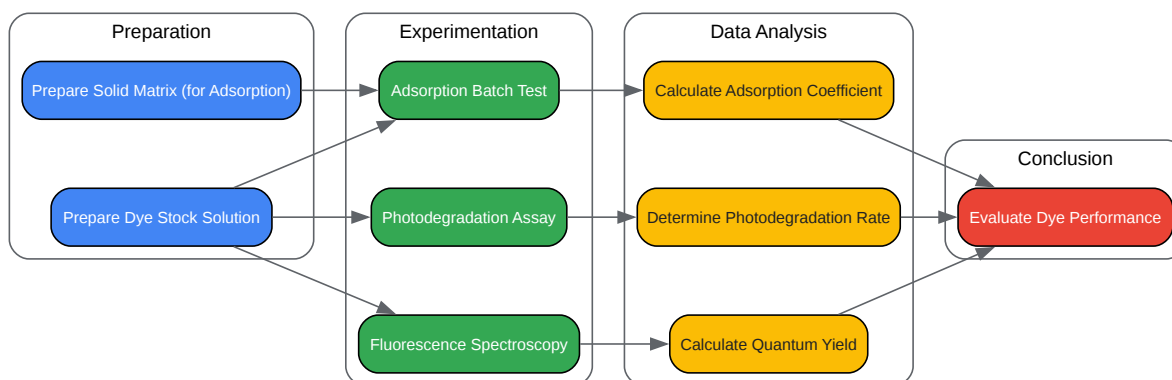 Preparation
Experimentation
Data Analysis
Prepare Solid Matrix (for Adsorption)
Adsorption Batch Test
Calculate Adsorption Coefficient
Conclusion
Prepare Dye Stock Solution
Photodegradation Assay
Determine Photodegradation Rate
Evaluate Dye Performance
Fluorescence Spectroscopy
Calculate Quantum Yield